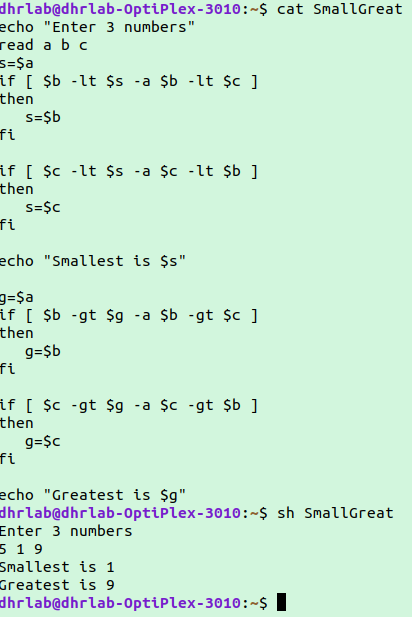 dhrlab@dhrlab-OptiPlex-3010:~$ cat SmallGreat
echo "Enter 3 numbers"
read a b c
s=$a
if [ $b -lt $s -a $b -lt $c ]
then
   s=$b
fi

if [ $c -lt $s -a $c -lt $b ]
then
   s=$c
fi

echo "Smallest is $s"

g=$a
if [ $b -gt $g -a $b -gt $c ]
then
   g=$b
fi

if [ $c -gt $g -a $c -gt $b ]
then
   g=$c
fi

echo "Greatest is $g"
dhrlab@dhrlab-OptiPlex-3010:~$ sh SmallGreat
Enter 3 numbers
5 1 9
Smallest is 1
Greatest is 9
dhrlab@dhrlab-OptiPlex-3010:~$